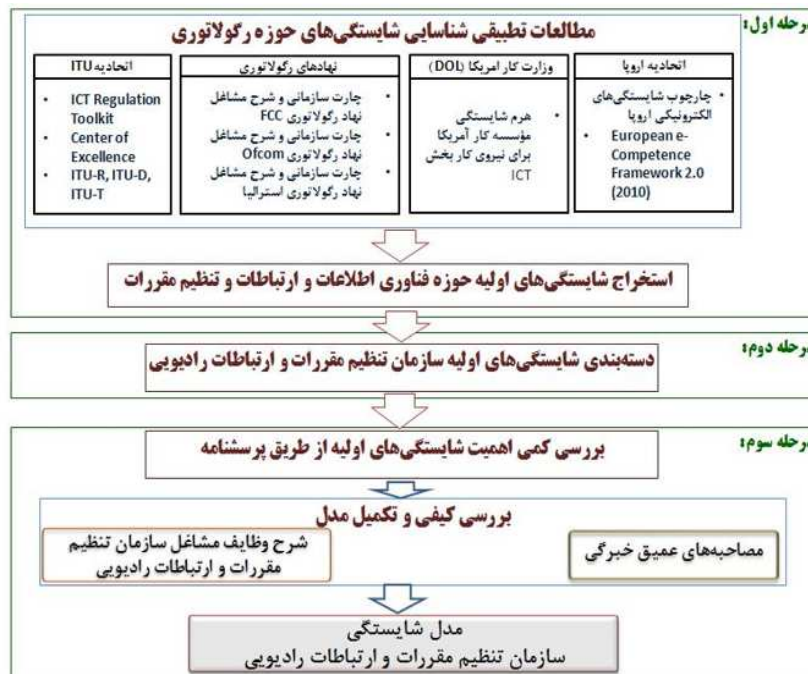 مرحله اول:
مطالعات تطبیقی شناسایی شایستگی‌های حوزه رگولاتوری
اتحادیه اروپا
• چارچوب شایستگی‌های
الکترونیکی اروپا
• European e-
Competence
Framework 2.0
(2010)
وزارت کار امریکا (DOL)
• هرم شایستگی
مؤسسه کار آمریکا
برای نیروی کار بخش
ICT
نهادهای رگولاتوری
• چارت سازمانی و شرح مشاغل
نهاد رگولاتوری FCC
• چارت سازمانی و شرح مشاغل
نهاد رگولاتوری Ofcom
• چارت سازمانی و شرح مشاغل
نهاد رگولاتوری استرالیا
اتحادیه ITU
• ICT Regulation
Toolkit
• Center of
Excellence
• ITU-R, ITU-D,
ITU-T
استخراج شایستگی‌های اولیه حوزه فناوری اطلاعات و ارتباطات و تنظیم مقررات
مرحله دوم:
دسته‌بندی شایستگی‌های اولیه سازمان تنظیم مقررات و ارتباطات رادیویی
مرحله سوم:
بررسی کمی اهمیت شایستگی‌های اولیه از طریق پرسشنامه
بررسی کیفی و تکمیل مدل
مصاحبه‌های عمیق خبرگی
شرح وظایف مشاغل سازمان تنظیم
مقررات و ارتباطات رادیویی
مدل شایستگی
سازمان تنظیم مقررات و ارتباطات رادیویی